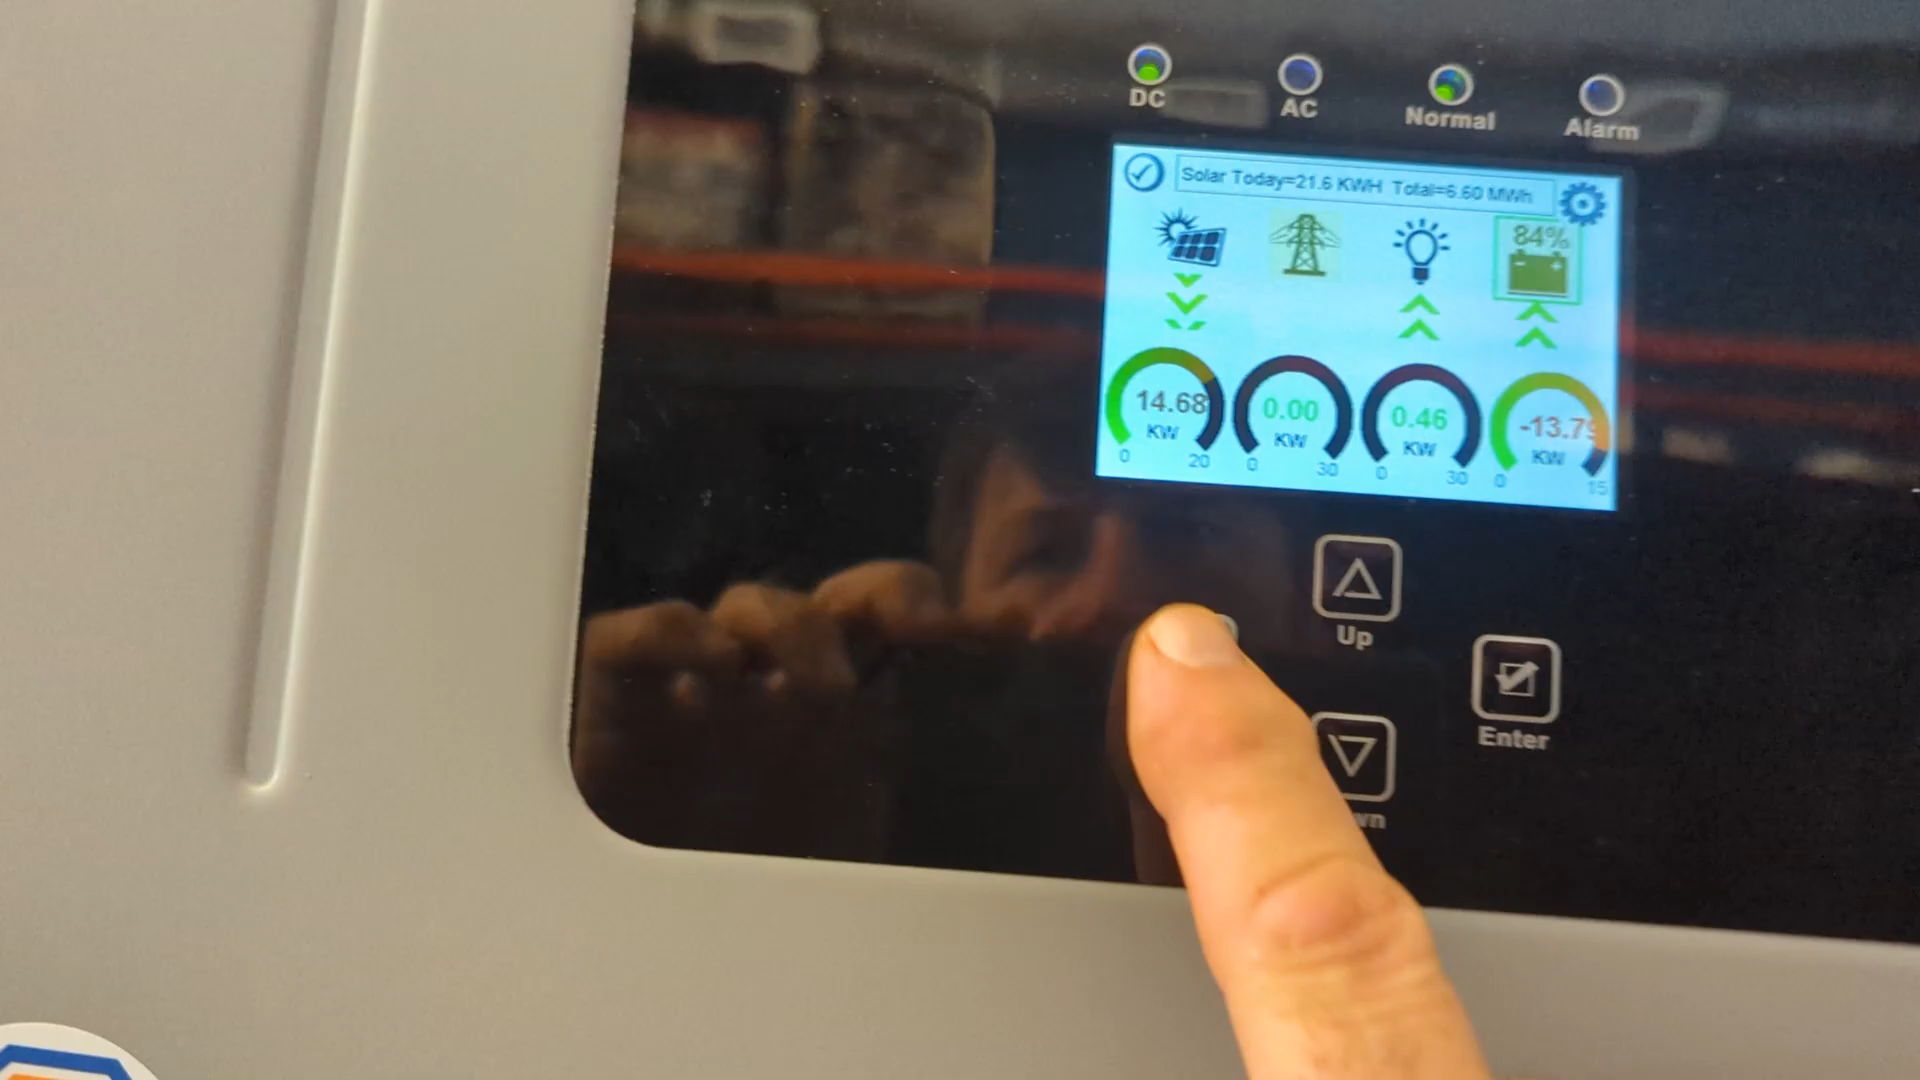 DC AC Normal Alarm
Solar Today=21.6 KWH Total=6.60 MWh
84%
14.68 0.00 0.46 -13.79
KW KW KW KW
0 20 0 30 0 30 0 15
Up
Enter